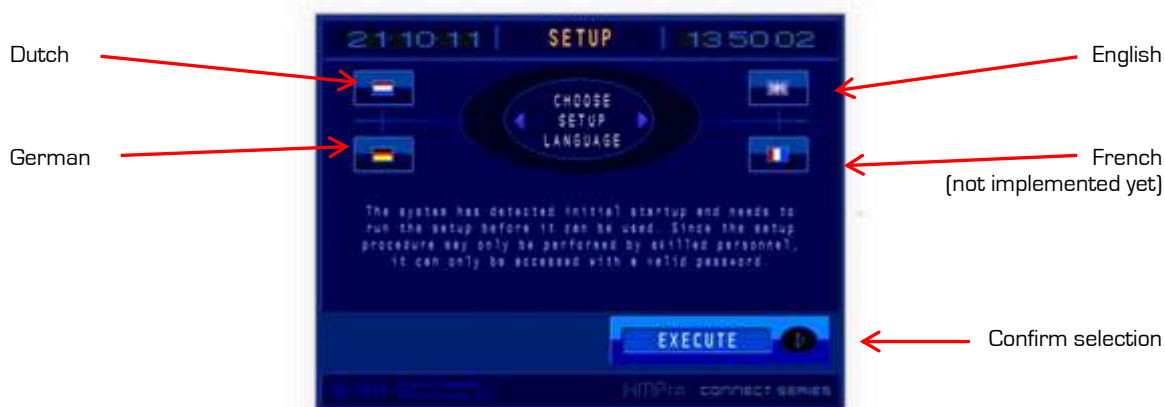 21:10:11 SETUP 13:50:02
Dutch
English
CHOOSE
SETUP
LANGUAGE
German
French
(not implemented yet)
The system has detected initial startup and needs to
run the setup before it can be used. Since the setup
procedure may only be performed by skilled personnel,
it can only be accessed with a valid password.
EXECUTE
Confirm selection
CONNECT SERIES